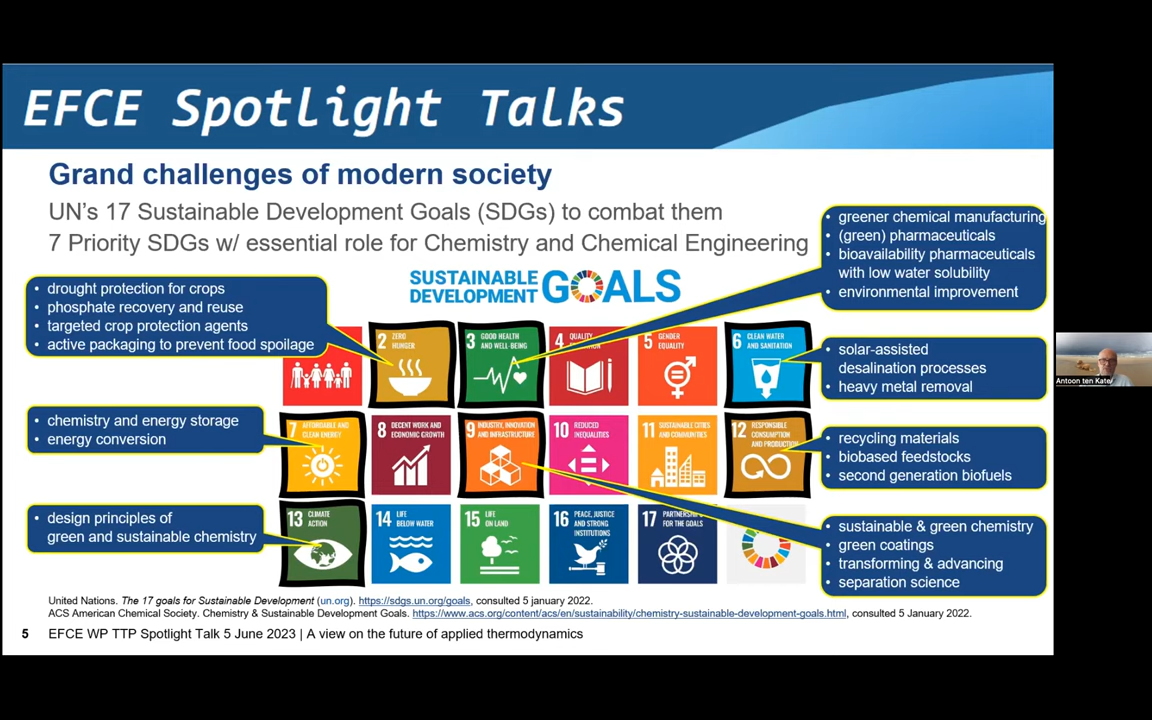 EFCE Spotlight Talks
Grand challenges of modern society
UN's 17 Sustainable Development Goals (SDGs) to combat them
7 Priority SDGs w/ essential role for Chemistry and Chemical Engineering
• greener chemical manufacturing
• (green) pharmaceuticals
• bioavailability pharmaceuticals
with low water solubility
• environmental improvement
SUSTAINABLE
DEVELOPMENT
GOALS
• drought protection for crops
• phosphate recovery and reuse
• targeted crop protection agents
• active packaging to prevent food spoilage
2 ZERO
HUNGER
3 GOOD HEALTH
AND WELL-BEING
4 QUALITY
5 GENDER
EQUALITY
6 CLEAN WATER
AND SANITATION
• solar-assisted
desalination processes
• heavy metal removal
• chemistry and energy storage
• energy conversion
7 AFFORDABLE AND
CLEAN ENERGY
8 DECENT WORK AND
ECONOMIC GROWTH
9 INDUSTRY, INNOVATION
AND INFRASTRUCTURE
10 REDUCED
INEQUALITIES
11 SUSTAINABLE CITIES
AND COMMUNITIES
12 RESPONSIBLE
CONSUMPTION
AND PRODUCTION
• recycling materials
• biobased feedstocks
• second generation biofuels
• design principles of
green and sustainable chemistry
13 CLIMATE
ACTION
14 LIFE
BELOW WATER
15 LIFE
ON LAND
16 PEACE, JUSTICE
AND STRONG
INSTITUTIONS
17
FOR THE GOALS
• sustainable & green chemistry
• green coatings
• transforming & advancing
• separation science
United Nations. The 17 goals for Sustainable Development (un.org). https://sdgs.un.org/goals, consulted 5 january 2022.
ACS American Chemical Society. Chemistry & Sustainable Development Goals. https://www.acs.org/content/acs/en/sustainability/chemistry-sustainable-development-goals.html, consulted 5 January 2022.
5 EFCE WP TTP Spotlight Talk 5 June 2023 | A view on the future of applied thermodynamics
Antoon ten Kate